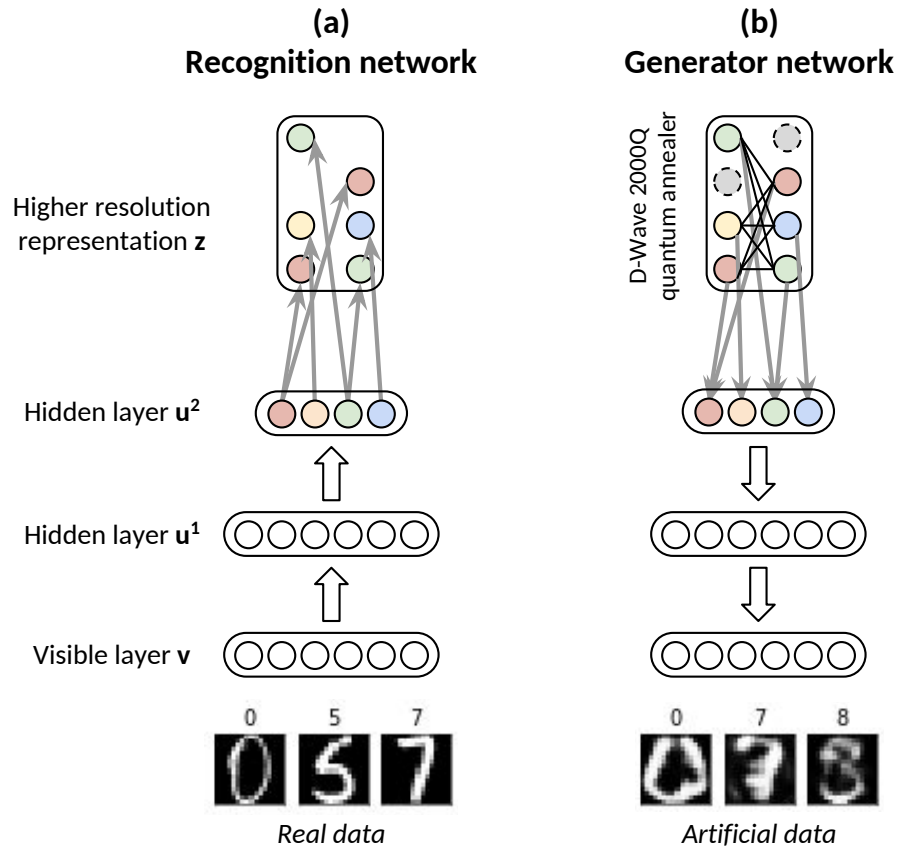 (a)
Recognition network
(b)
Generator network
Higher resolution
representation z
D-Wave 2000Q
quantum annealer
Hidden layer u²
Hidden layer u¹
Visible layer v
0 5 7
0 7 8
Real data
Artificial data